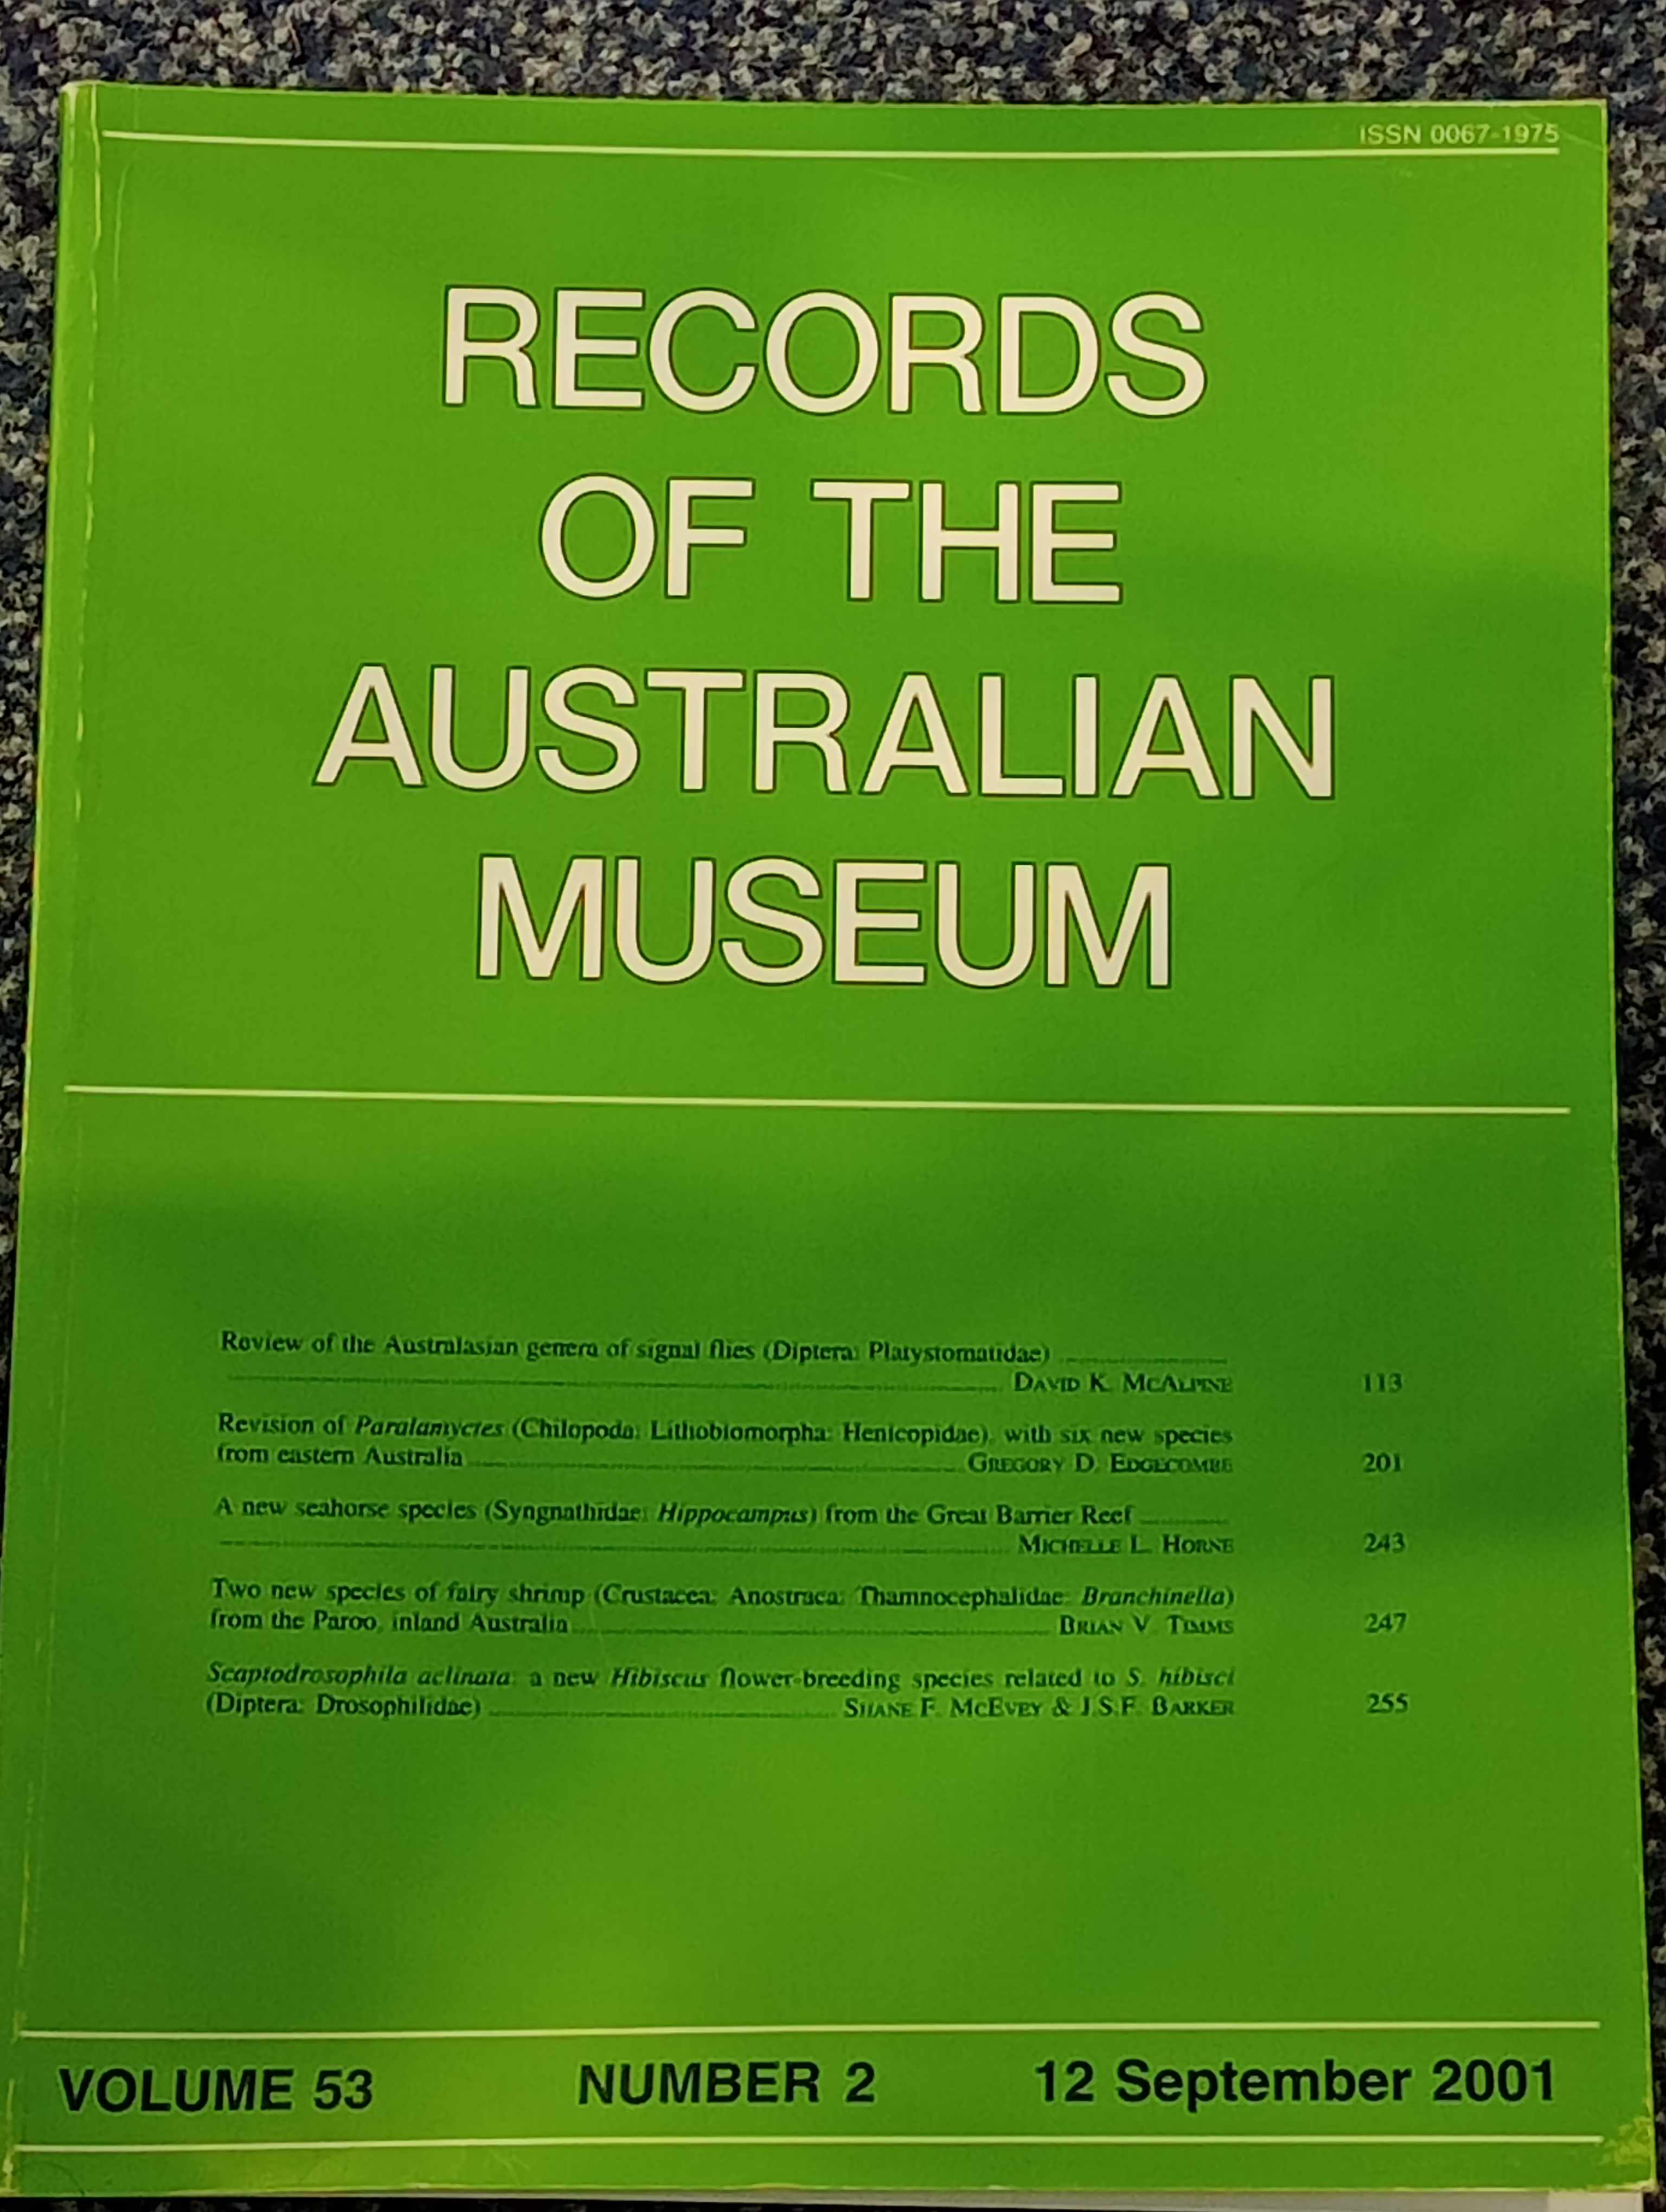 ISSN 0067-1975
RECORDS
OF THE
AUSTRALIAN
MUSEUM
Review of the Australasian genera of signal flies (Diptera: Platystomatidae)
DAVID K. MCALPINE 113
Revision of Paralamyctes (Chilopoda: Lithobiomorpha: Henicopidae), with six new species
from eastern Australia GREGORY D. EDGECOMBE 201
A new seahorse species (Syngnathidae: Hippocampus) from the Great Barrier Reef
MICHELLE L. HORNE 243
Two new species of fairy shrimp (Crustacea: Anostraca: Thamnocephalidae: Branchinella)
from the Paroo, inland Australia BRIAN V. TIMMS 247
Scaptodrosophila aclinata: a new Hibiscus flower-breeding species related to S. hibisci
(Diptera: Drosophilidae) SHANE F. MCEVEY & J.S.F. BARKER 255
VOLUME 53 NUMBER 2 12 September 2001